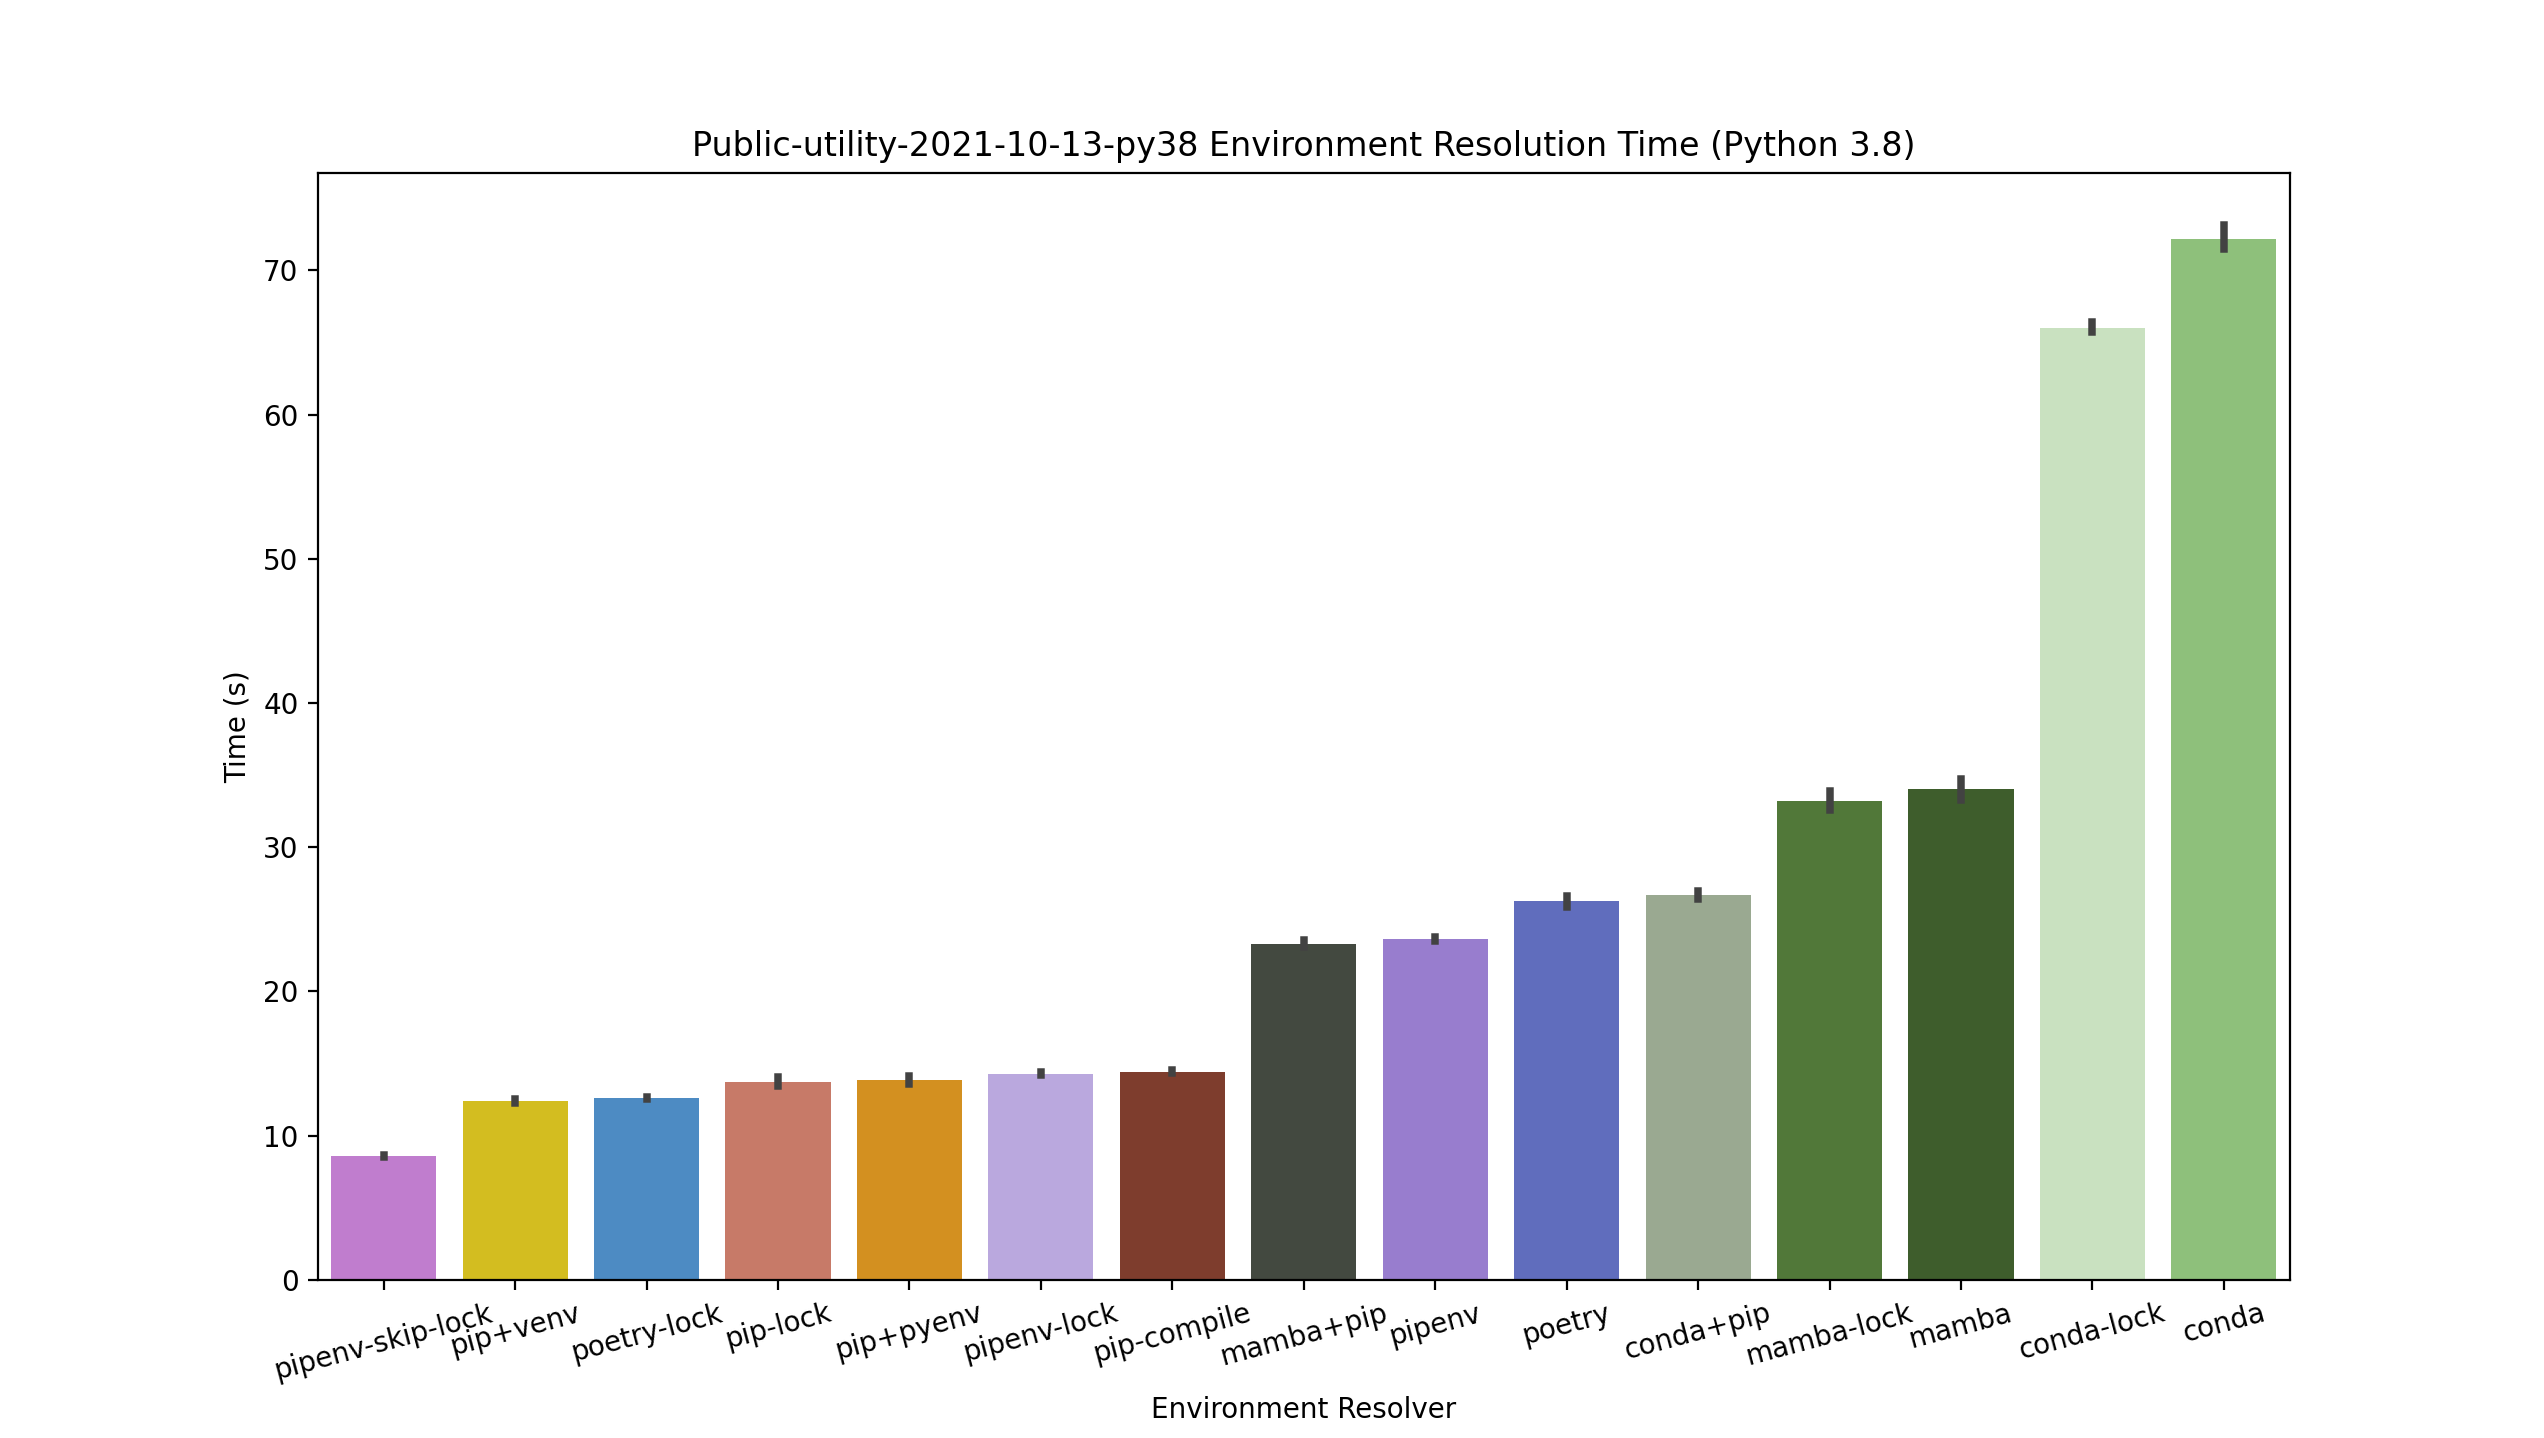 Public-utility-2021-10-13-py38 Environment Resolution Time (Python 3.8)
70
60
50
40
30
20
10
0
Time (s)
pipenv-skip-lock
pip+venv
poetry-lock
pip-lock
pip+pyenv
pipenv-lock
pip-compile
mamba+pip
pipenv
poetry
conda+pip
mamba-lock
mamba
conda-lock
conda
Environment Resolver